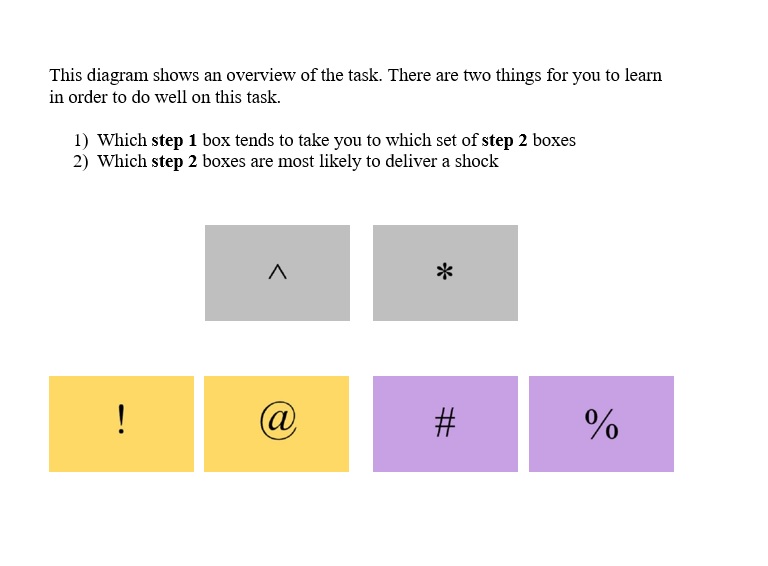 This diagram shows an overview of the task. There are two things for you to learn
in order to do well on this task.
1) Which step 1 box tends to take you to which set of step 2 boxes
2) Which step 2 boxes are most likely to deliver a shock
^ *
! @ # %